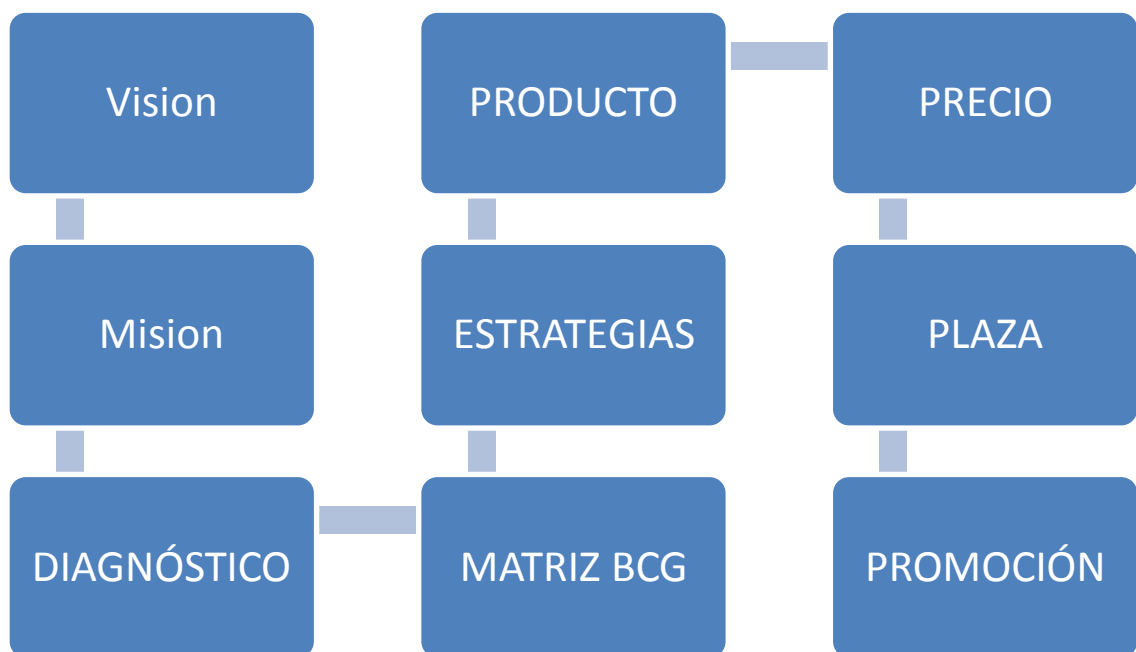 Vision
Mision
DIAGNÓSTICO
MATRIZ BCG
ESTRATEGIAS
PRODUCTO
PRECIO
PLAZA
PROMOCIÓN